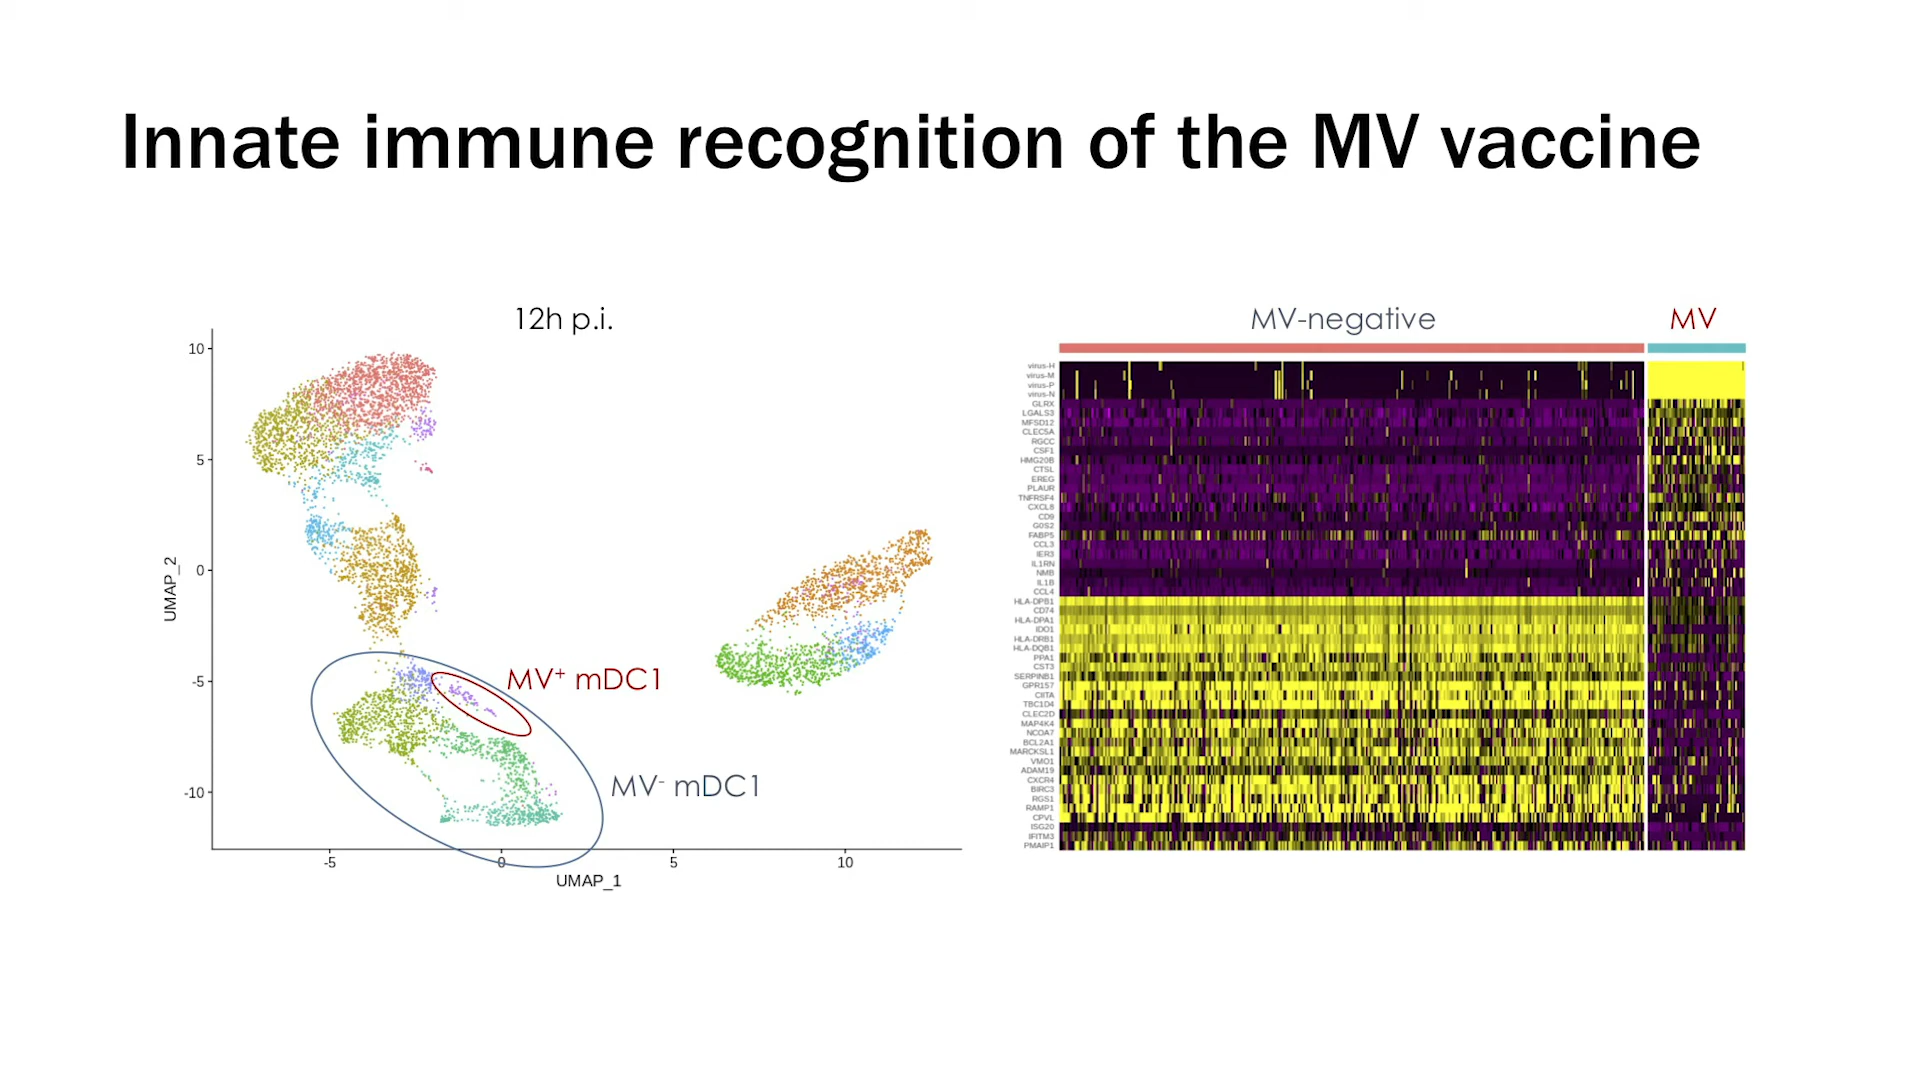 Innate immune recognition of the MV vaccine
12h p.i.
10
5
0
-5
-10
UMAP_2
-5
0
5
10
UMAP_1
MV⁺ mDC1
MV⁻ mDC1
MV-negative
MV
virus-H
virus-M
virus-P
virus-N
GLRX
LGALS3
MFSD12
CLEC5A
RGCC
CSF1
HMG20B
CTSL
EREG
PLAUR
TNFRSF4
CXCL8
CD9
G0S2
FABP5
CCL3
IER3
IL1RN
NMB
IL1B
CCL4
HLA-DPB1
CD74
HLA-DPA1
IDO1
HLA-DRB1
HLA-DQB1
PPA1
CST3
SERPINB1
GPR157
CIITA
TBC1D4
CLEC2D
MAP4K4
NCOA7
BCL2A1
MARCKSL1
VMO1
ADAM19
CXCR4
BIRC3
RGS1
RAMP1
CPVL
ISG20
IFITM3
PMAIP1